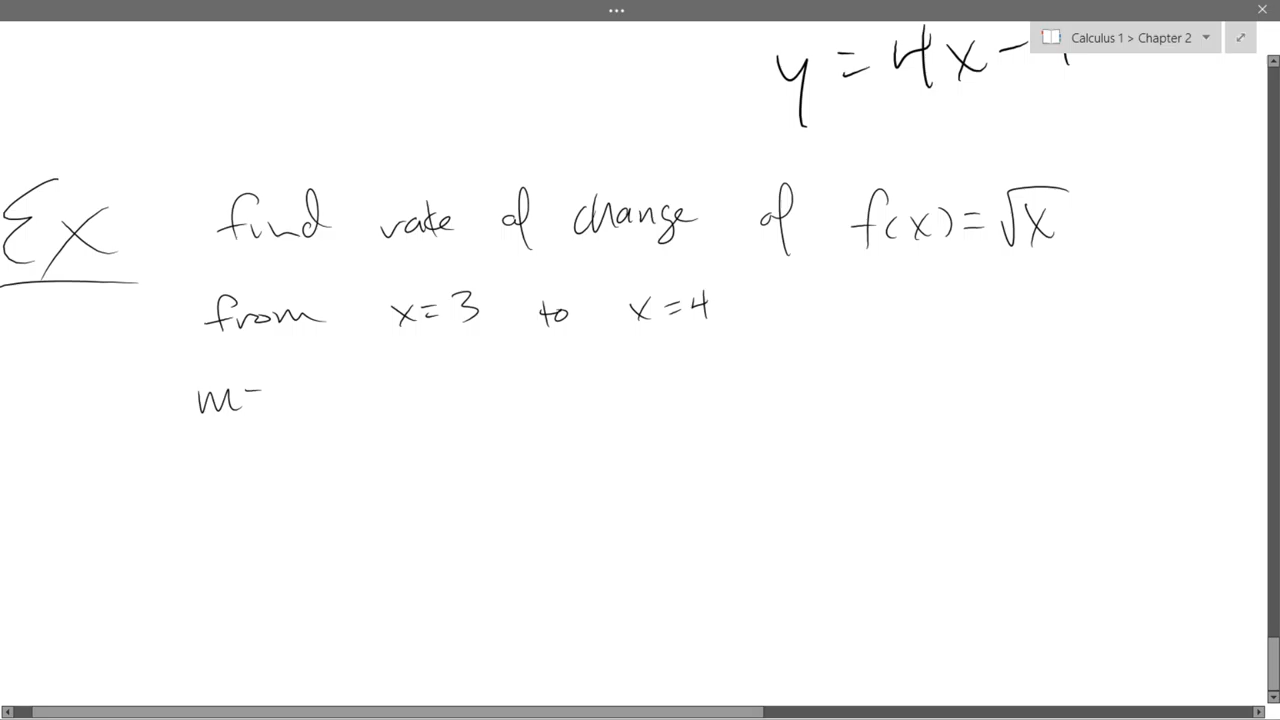 Calculus 1 > Chapter 2
y = 4x -
Ex find rate of change of f(x) = √x
from x = 3 to x = 4
m -